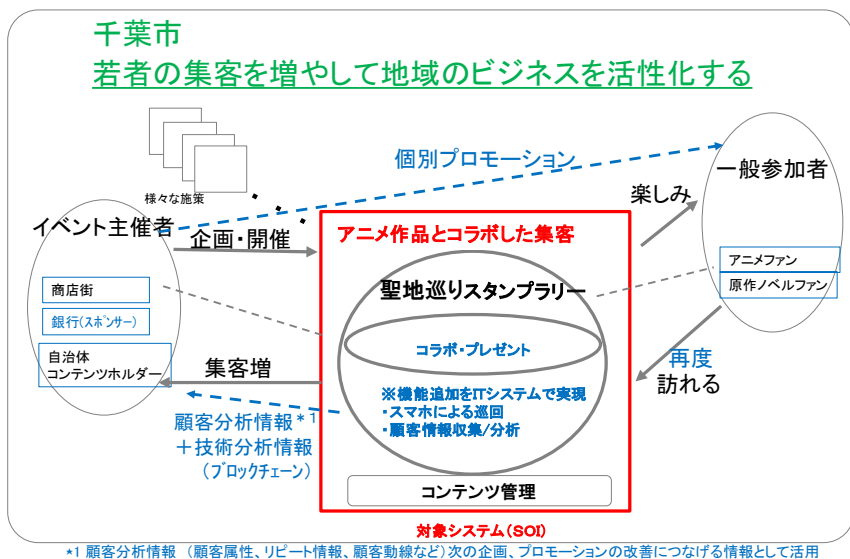 千葉市
若者の集客を増やして地域のビジネスを活性化する
様々な施策
個別プロモーション
一般参加者
楽しみ
イベント主催者
企画・開催
アニメ作品とコラボした集客
アニメファン
原作ノベルファン
聖地巡りスタンプラリー
商店街
銀行(スポンサー)
自治体
コンテンツホルダー
コラボ・プレゼント
再度
訪れる
集客増
※機能追加をITシステムで実現
・スマホによる巡回
・顧客情報収集/分析
顧客分析情報*1
+技術分析情報
(ブロックチェーン)
コンテンツ管理
対象システム(SOI)
*1 顧客分析情報 (顧客属性、リピート情報、顧客動線など)次の企画、プロモーションの改善につなげる情報として活用